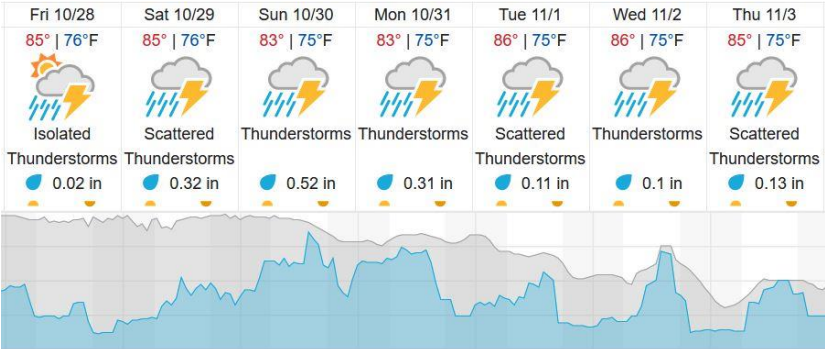 Fri 10/28
85° | 76°F
Isolated
Thunderstorms
0.02 in
Sat 10/29
85° | 76°F
Scattered
Thunderstorms
0.32 in
Sun 10/30
83° | 75°F
Thunderstorms
0.52 in
Mon 10/31
83° | 75°F
Thunderstorms
0.31 in
Tue 11/1
86° | 75°F
Scattered
Thunderstorms
0.11 in
Wed 11/2
86° | 75°F
Thunderstorms
0.1 in
Thu 11/3
85° | 75°F
Scattered
Thunderstorms
0.13 in